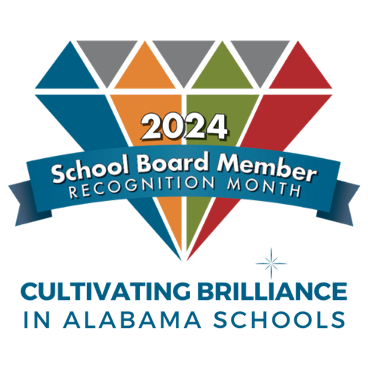 2024
School Board Member
RECOGNITION MONTH
CULTIVATING BRILLIANCE
IN ALABAMA SCHOOLS